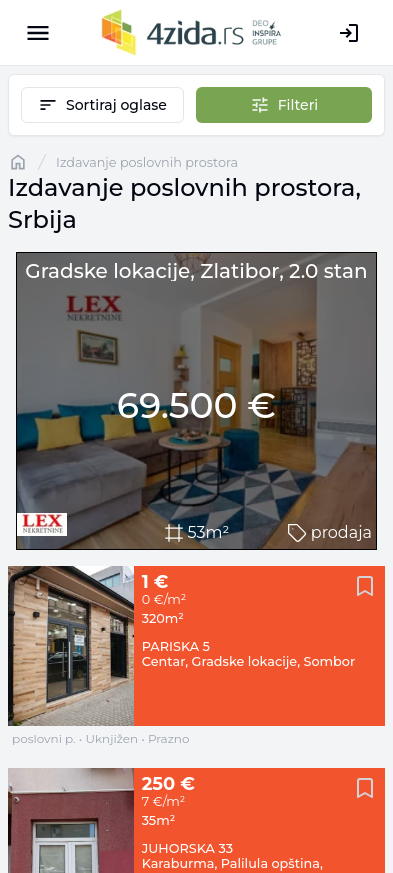 4zida.rs
DEO
INSPIRA
GRUPE
Sortiraj oglase
Filteri
Izdavanje poslovnih prostora
Izdavanje poslovnih prostora,
Srbija
Gradske lokacije, Zlatibor, 2.0 stan
LEX
NEKRETNINE
69.500 €
LEX
NEKRETNINE
53m²
prodaja
1 €
0 €/m²
320m²
PARISKA 5
Centar, Gradske lokacije, Sombor
poslovni p. • Uknjižen • Prazno
250 €
7 €/m²
35m²
JUHORSKA 33
Karaburma, Palilula opština,